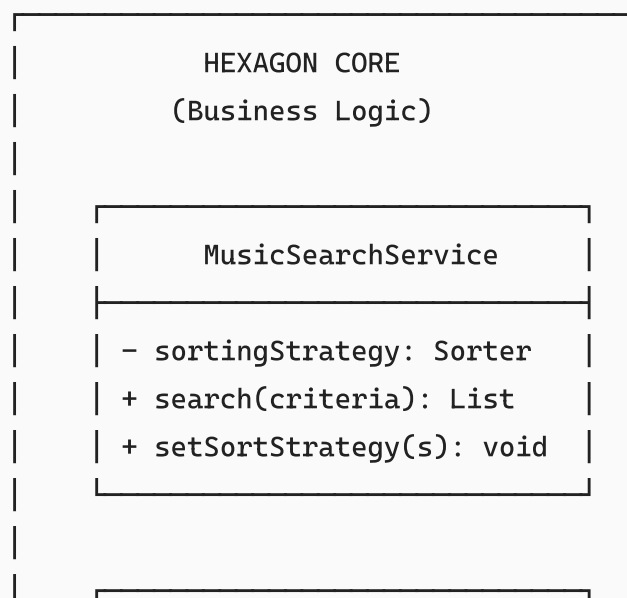 HEXAGON CORE
(Business Logic)
MusicSearchService
- sortingStrategy: Sorter
+ search(criteria): List
+ setSortStrategy(s): void